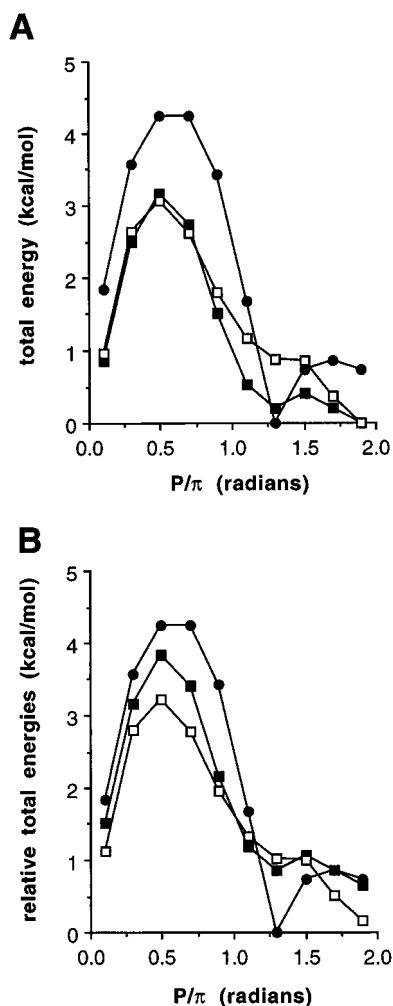 A
total energy (kcal/mol)
5
4
3
2
1
0
0.0 0.5 1.0 1.5 2.0
P/π (radians)
B
relative total energies (kcal/mol)
5
4
3
2
1
0
0.0 0.5 1.0 1.5 2.0
P/π (radians)